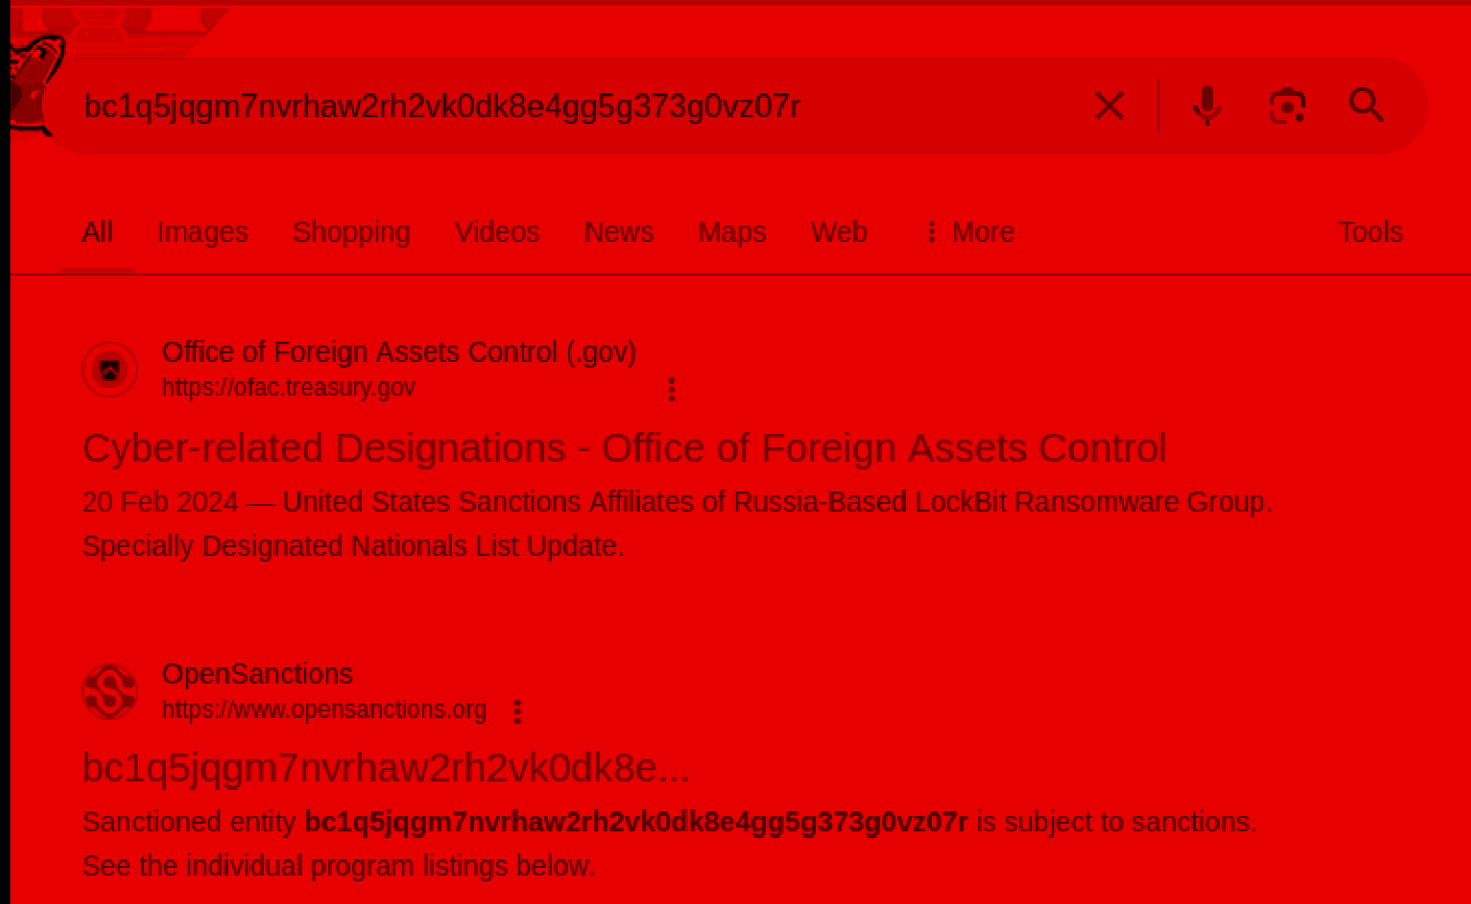 bc1q5jqgm7nvrhaw2rh2vk0dk8e4gg5g373g0vz07r
All Images Shopping Videos News Maps Web More Tools
Office of Foreign Assets Control (.gov)
https://ofac.treasury.gov
Cyber-related Designations - Office of Foreign Assets Control
20 Feb 2024 — United States Sanctions Affiliates of Russia-Based LockBit Ransomware Group.
Specially Designated Nationals List Update.
OpenSanctions
https://www.opensanctions.org
bc1q5jqgm7nvrhaw2rh2vk0dk8e...
Sanctioned entity bc1q5jqgm7nvrhaw2rh2vk0dk8e4gg5g373g0vz07r is subject to sanctions.
See the individual program listings below.